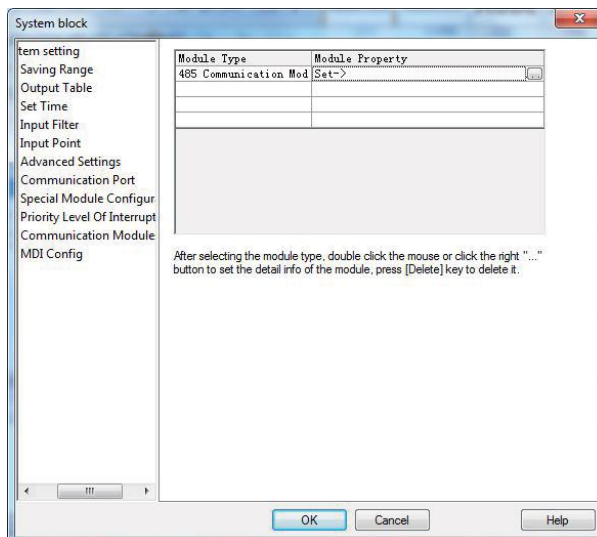 System block
tem setting
Saving Range
Output Table
Set Time
Input Filter
Input Point
Advanced Settings
Communication Port
Special Module Configur
Priority Level Of Interrupt
Communication Module
MDI Config
Module Type Module Property
485 Communication Mod Set-> ...
After selecting the module type, double click the mouse or click the right "..."
button to set the detail info of the module, press [Delete] key to delete it.
OK Cancel Help